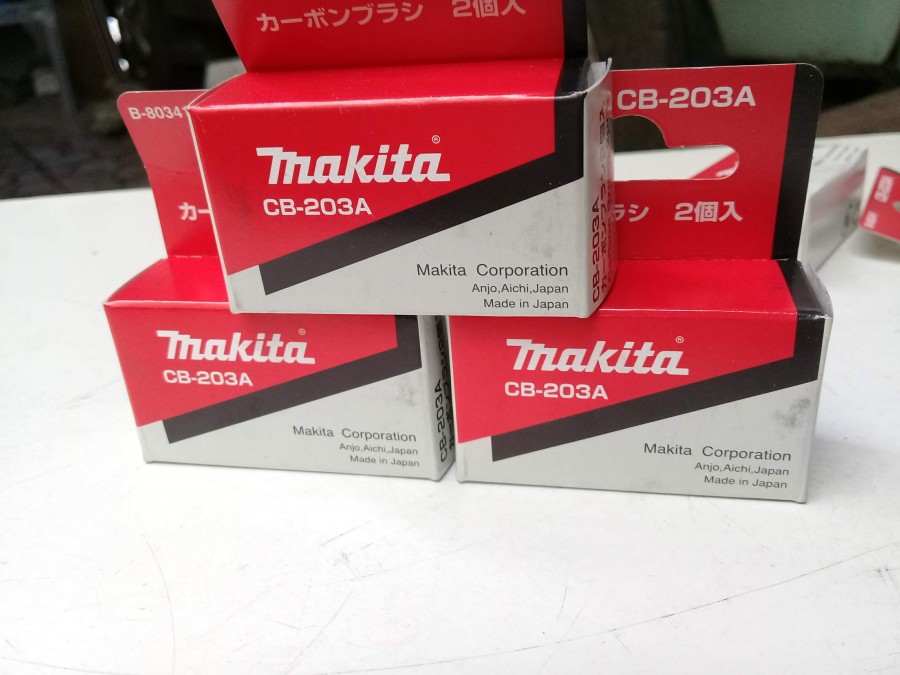 カーボンブラシ 2個入
makita®
CB-203A
Makita Corporation
Anjo,Aichi,Japan
Made in Japan
CB-203A
B-8034
カー
makita®
CB-203A
Makita Corporation
Anjo,Aichi,Japan
Made in Japan
CB-203A
CB-203A
ラシ 2個入
makita®
CB-203A
Makita Corporation
Anjo,Aichi,Japan
Made in Japan